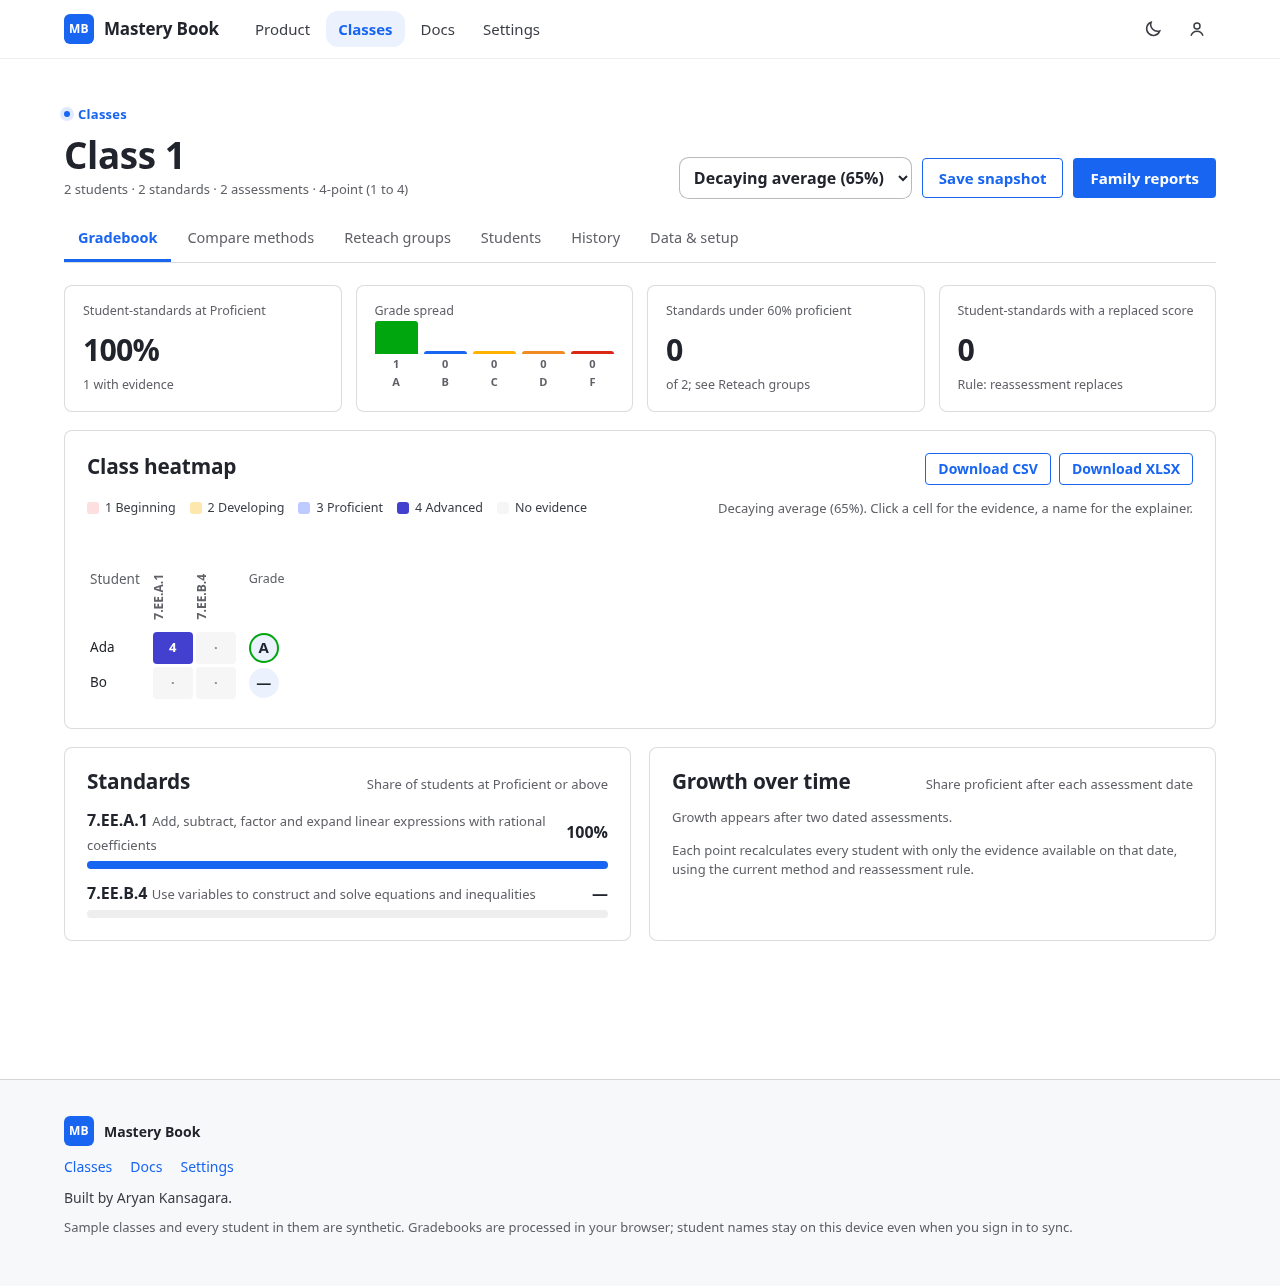 MB Mastery Book Product Classes Docs Settings
Classes
Class 1
2 students · 2 standards · 2 assessments · 4-point (1 to 4)
Decaying average (65%) Save snapshot Family reports
Gradebook Compare methods Reteach groups Students History Data & setup
Student-standards at Proficient
100%
1 with evidence
Grade spread
1 0 0 0 0
A B C D F
Standards under 60% proficient
0
of 2; see Reteach groups
Student-standards with a replaced score
0
Rule: reassessment replaces
Class heatmap
Download CSV Download XLSX
1 Beginning 2 Developing 3 Proficient 4 Advanced No evidence
Decaying average (65%). Click a cell for the evidence, a name for the explainer.
Student 7.EE.A.1 7.EE.B.4 Grade
Ada 4 · A
Bo · · —
Standards
Share of students at Proficient or above
7.EE.A.1 Add, subtract, factor and expand linear expressions with rational
coefficients
100%
7.EE.B.4 Use variables to construct and solve equations and inequalities —
Growth over time
Share proficient after each assessment date
Growth appears after two dated assessments.
Each point recalculates every student with only the evidence available on that date,
using the current method and reassessment rule.
MB Mastery Book
Classes Docs Settings
Built by Aryan Kansagara.
Sample classes and every student in them are synthetic. Gradebooks are processed in your browser; student names stay on this device even when you sign in to sync.